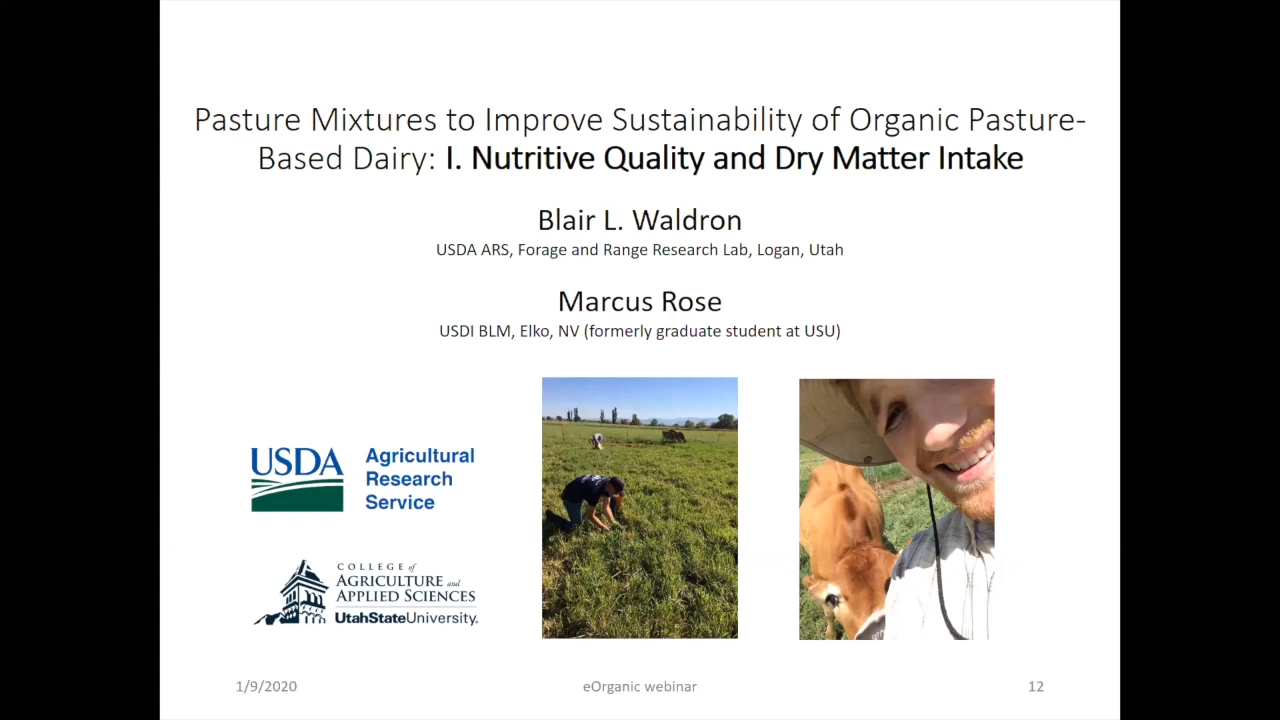 Pasture Mixtures to Improve Sustainability of Organic Pasture-
Based Dairy: I. Nutritive Quality and Dry Matter Intake
Blair L. Waldron
USDA ARS, Forage and Range Research Lab, Logan, Utah
Marcus Rose
USDI BLM, Elko, NV (formerly graduate student at USU)
USDA
Agricultural
Research
Service
COLLEGE of
AGRICULTURE and
APPLIED SCIENCES
UtahStateUniversity.
1/9/2020
eOrganic webinar
12